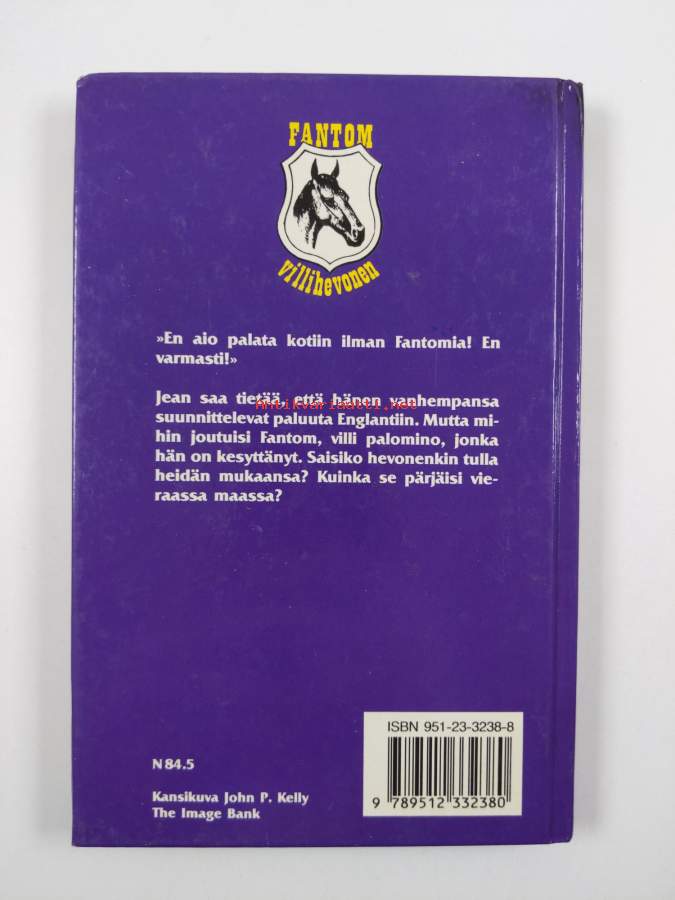 FANTOM
villihevonen
»En aio palata kotiin ilman Fantomia! En
varmasti!»
Jean saa tietää, että hänen vanhempansa
Antikvariaatti.net
suunnittelevat paluuta Englantiin. Mutta mi-
hin joutuisi Fantom, villi palomino, jonka
hän on kesyttänyt. Saisiko hevonenkin tulla
heidän mukaansa? Kuinka se pärjäisi vie-
raassa maassa?
ISBN 951-23-3238-8
9 789512 332380
N 84.5
Kansikuva John P. Kelly
The Image Bank